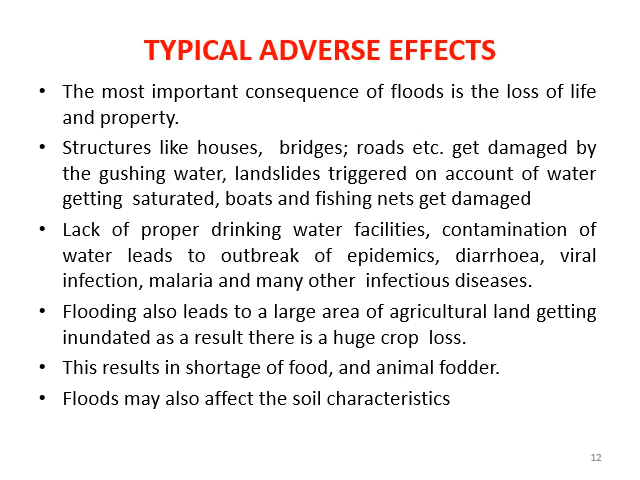 TYPICAL ADVERSE EFFECTS
• The most important consequence of floods is the loss of life
and property.
• Structures like houses,  bridges; roads etc. get damaged by
the gushing water, landslides triggered on account of water
getting  saturated, boats and fishing nets get damaged
• Lack of proper drinking water facilities, contamination of
water leads to outbreak of epidemics, diarrhoea, viral
infection, malaria and many other  infectious diseases.
• Flooding also leads to a large area of agricultural land getting
inundated as a result there is a huge crop  loss.
• This results in shortage of food, and animal fodder.
• Floods may also affect the soil characteristics
12